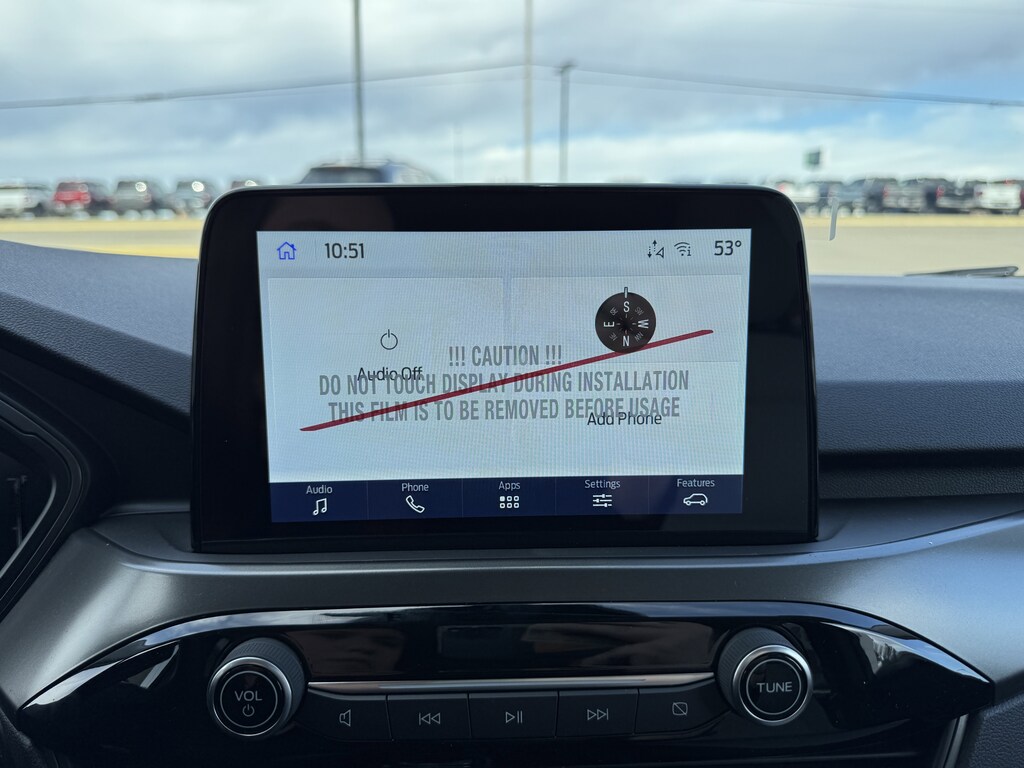 10:51
53°
S
E W
N
Audio Off
!!! CAUTION !!!
DO NOT TOUCH DISPLAY DURING INSTALLATION
THIS FILM IS TO BE REMOVED BEFORE USAGE
Add Phone
Audio
Phone
Apps
Settings
Features
VOL
TUNE